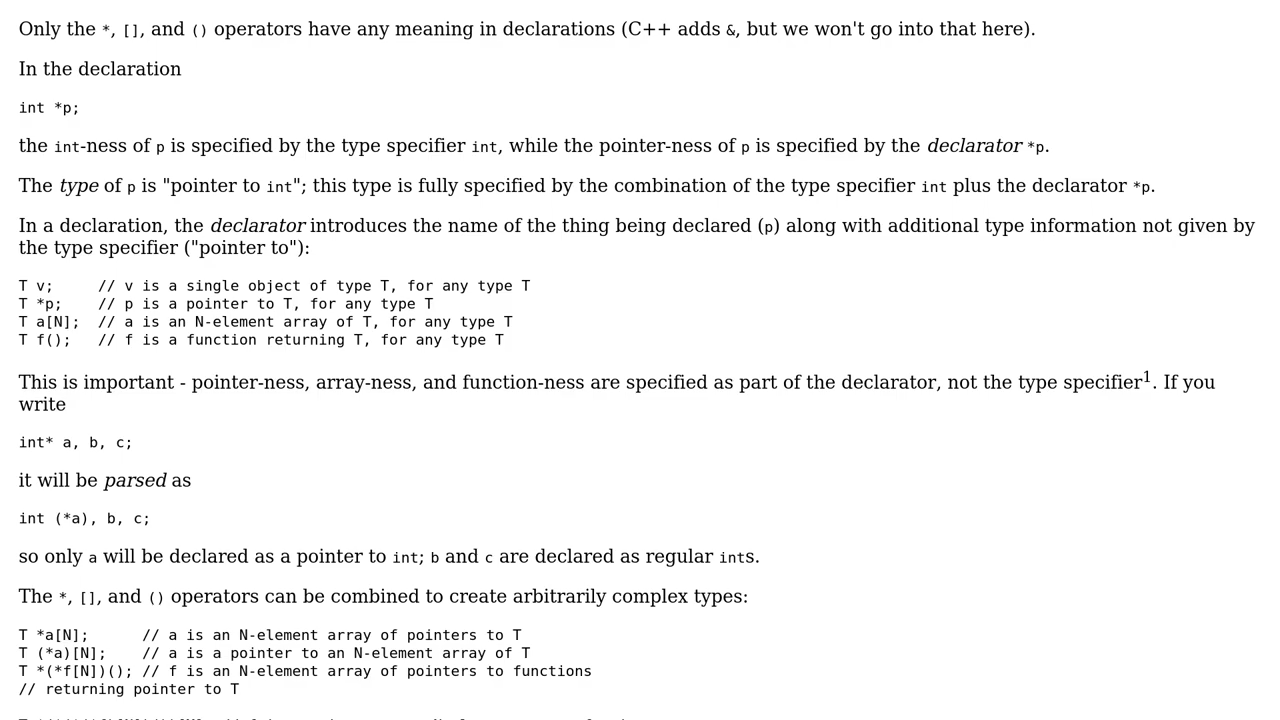 Only the *, [], and () operators have any meaning in declarations (C++ adds &, but we won't go into that here).
In the declaration
int *p;
the int-ness of p is specified by the type specifier int, while the pointer-ness of p is specified by the declarator *p.
The type of p is "pointer to int"; this type is fully specified by the combination of the type specifier int plus the declarator *p.
In a declaration, the declarator introduces the name of the thing being declared (p) along with additional type information not given by
the type specifier ("pointer to"):
T v;     // v is a single object of type T, for any type T
T *p;    // p is a pointer to T, for any type T
T a[N];  // a is an N-element array of T, for any type T
T f();   // f is a function returning T, for any type T
This is important - pointer-ness, array-ness, and function-ness are specified as part of the declarator, not the type specifier1. If you
write
int* a, b, c;
it will be parsed as
int (*a), b, c;
so only a will be declared as a pointer to int; b and c are declared as regular ints.
The *, [], and () operators can be combined to create arbitrarily complex types:
T *a[N];      // a is an N-element array of pointers to T
T (*a)[N];    // a is a pointer to an N-element array of T
T *(*f[N])(); // f is an N-element array of pointers to functions
// returning pointer to T